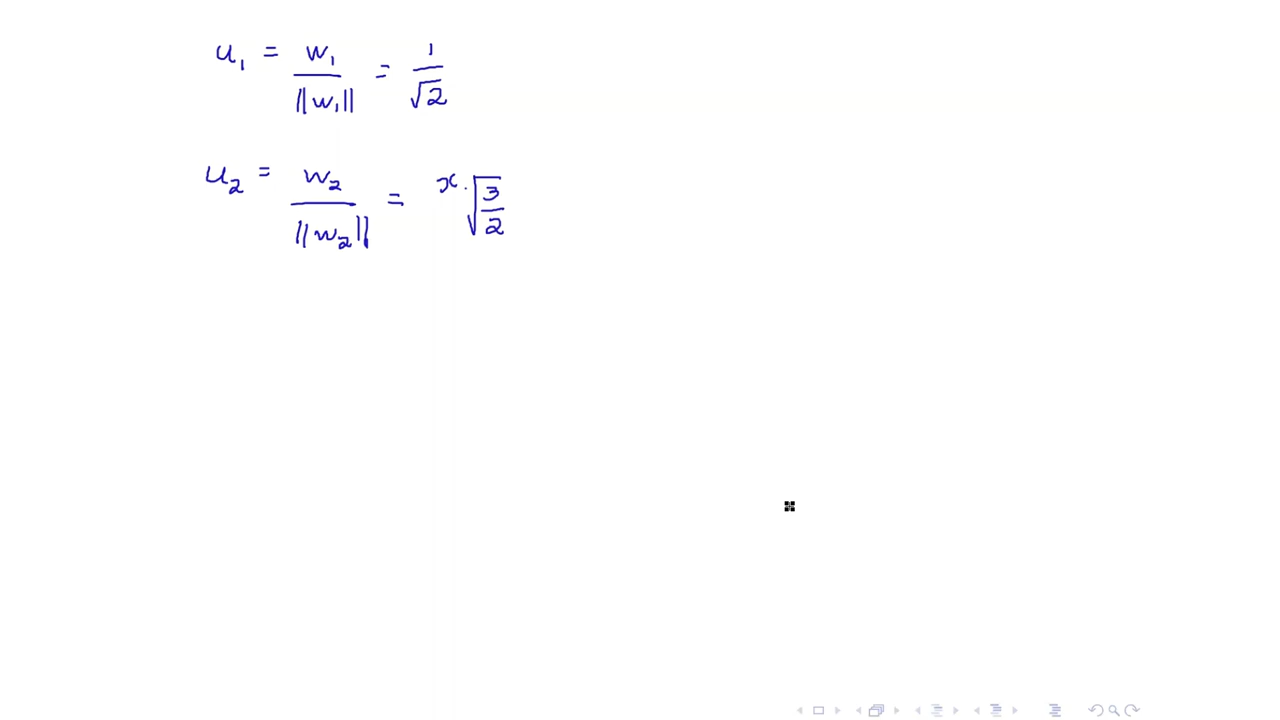 u₁ = w₁ / ||w₁|| = 1 / √2
u₂ = w₂ / ||w₂|| = x · √(3/2)